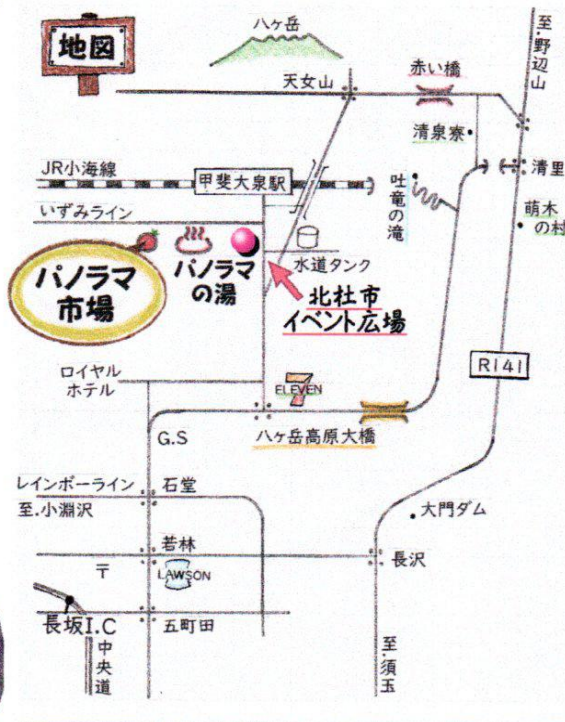 地図
八ヶ岳
天女山
赤い橋
至.野辺山
清泉寮
JR小海線
甲斐大泉駅
清里
吐竜の滝
いずみライン
萌木
の村
パノラマ
市場
パノラマ
の湯
水道タンク
北杜市
イベント広場
R141
ロイヤル
ホテル
7
ELEVEN
G.S
八ヶ岳高原大橋
レインボーライン
石堂
至.小淵沢
大門ダム
若林
〒
LAWSON
長沢
長坂I.C
五町田
中央道
至.須玉